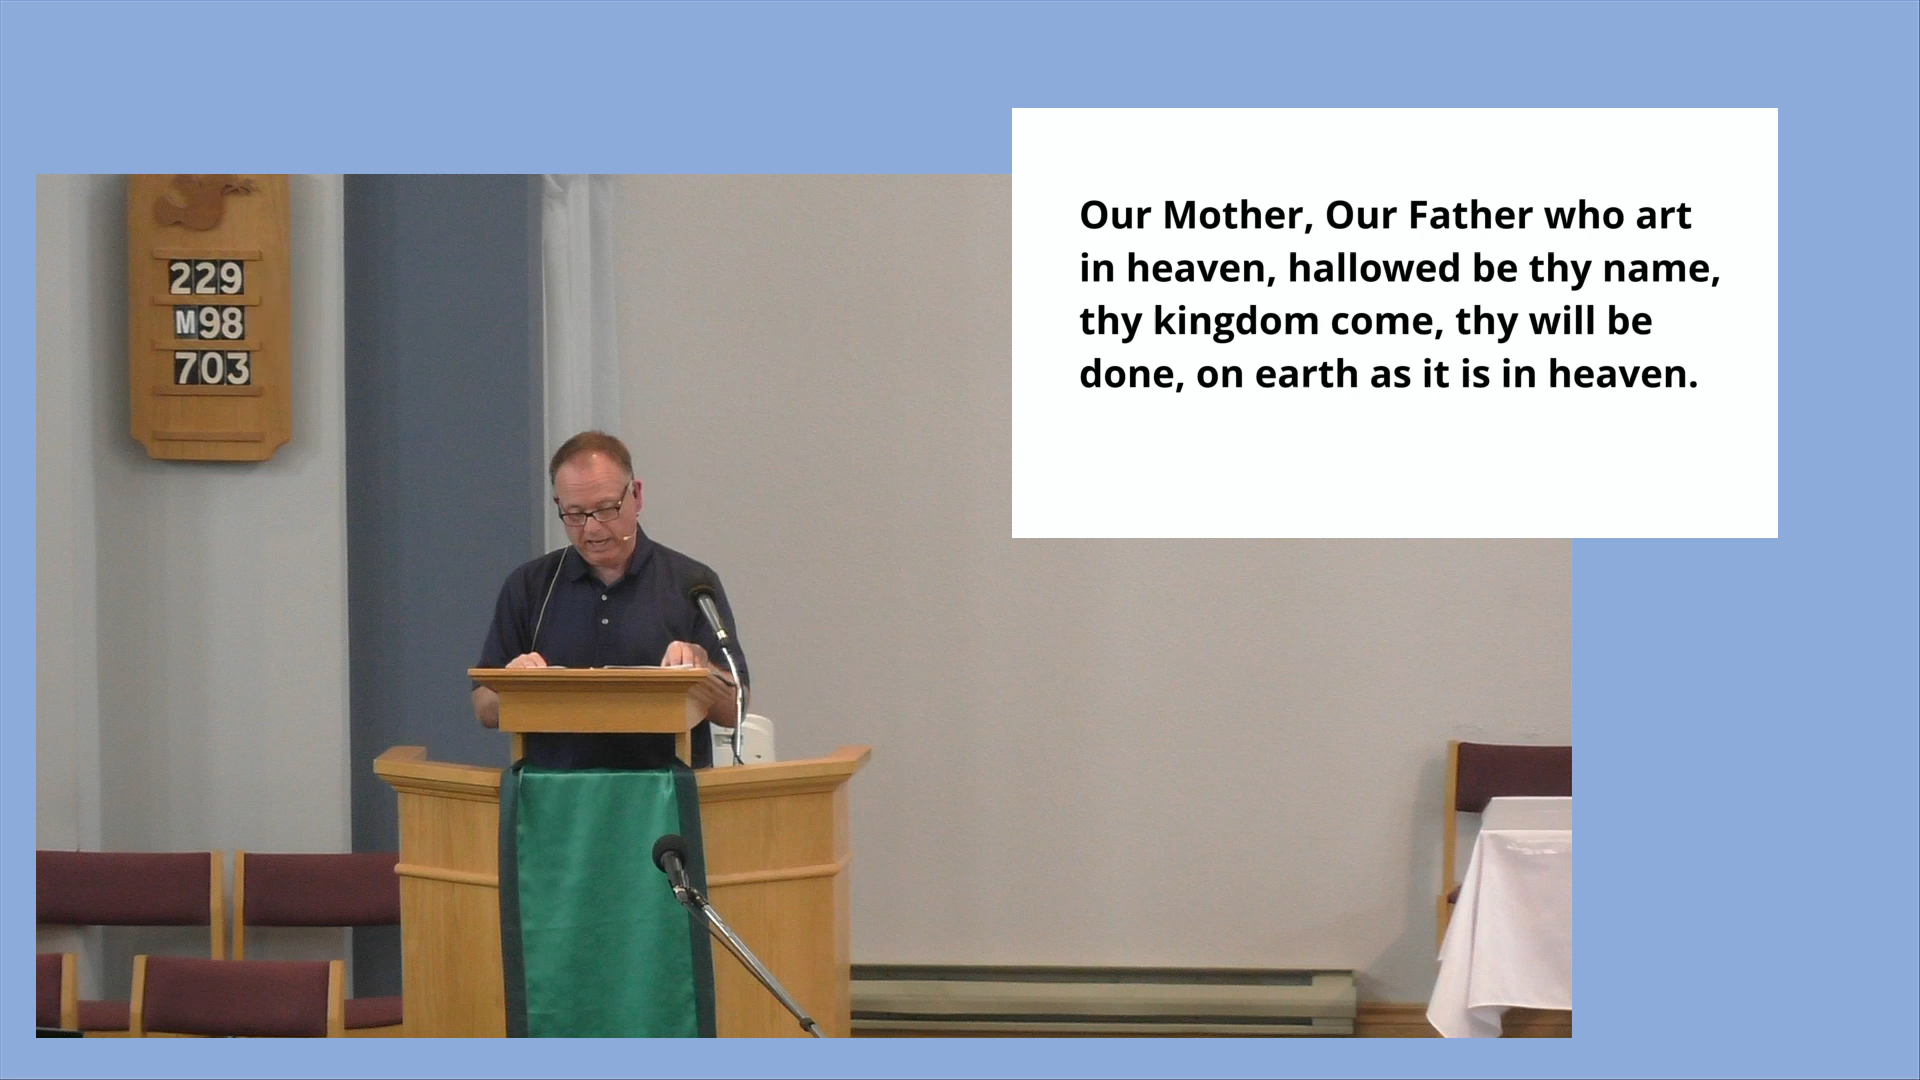 229
M98
703
Our Mother, Our Father who art
in heaven, hallowed be thy name,
thy kingdom come, thy will be
done, on earth as it is in heaven.